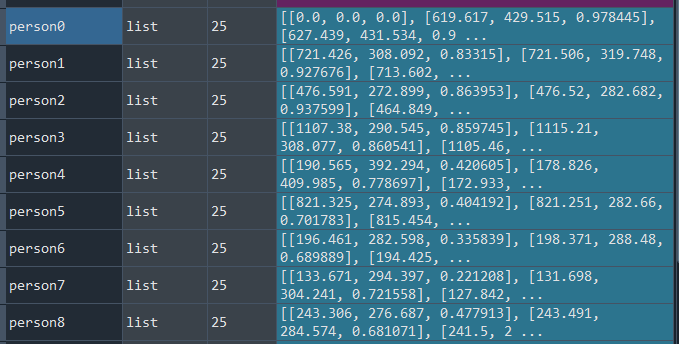 person0 list 25 [[0.0, 0.0, 0.0], [619.617, 429.515, 0.978445],
[627.439, 431.534, 0.9 ...
person1 list 25 [[721.426, 308.092, 0.83315], [721.506, 319.748,
0.927676], [713.602, ...
person2 list 25 [[476.591, 272.899, 0.863953], [476.52, 282.682,
0.937599], [464.849, ...
person3 list 25 [[1107.38, 290.545, 0.859745], [1115.21,
308.077, 0.860541], [1105.46, ...
person4 list 25 [[190.565, 392.294, 0.420605], [178.826,
409.985, 0.778697], [172.933, ...
person5 list 25 [[821.325, 274.893, 0.404192], [821.251, 282.66,
0.701783], [815.454, ...
person6 list 25 [[196.461, 282.598, 0.335839], [198.371, 288.48,
0.689889], [194.425, ...
person7 list 25 [[133.671, 294.397, 0.221208], [131.698,
304.241, 0.721558], [127.842, ...
person8 list 25 [[243.306, 276.687, 0.477913], [243.491,
284.574, 0.681071], [241.5, 2 ...